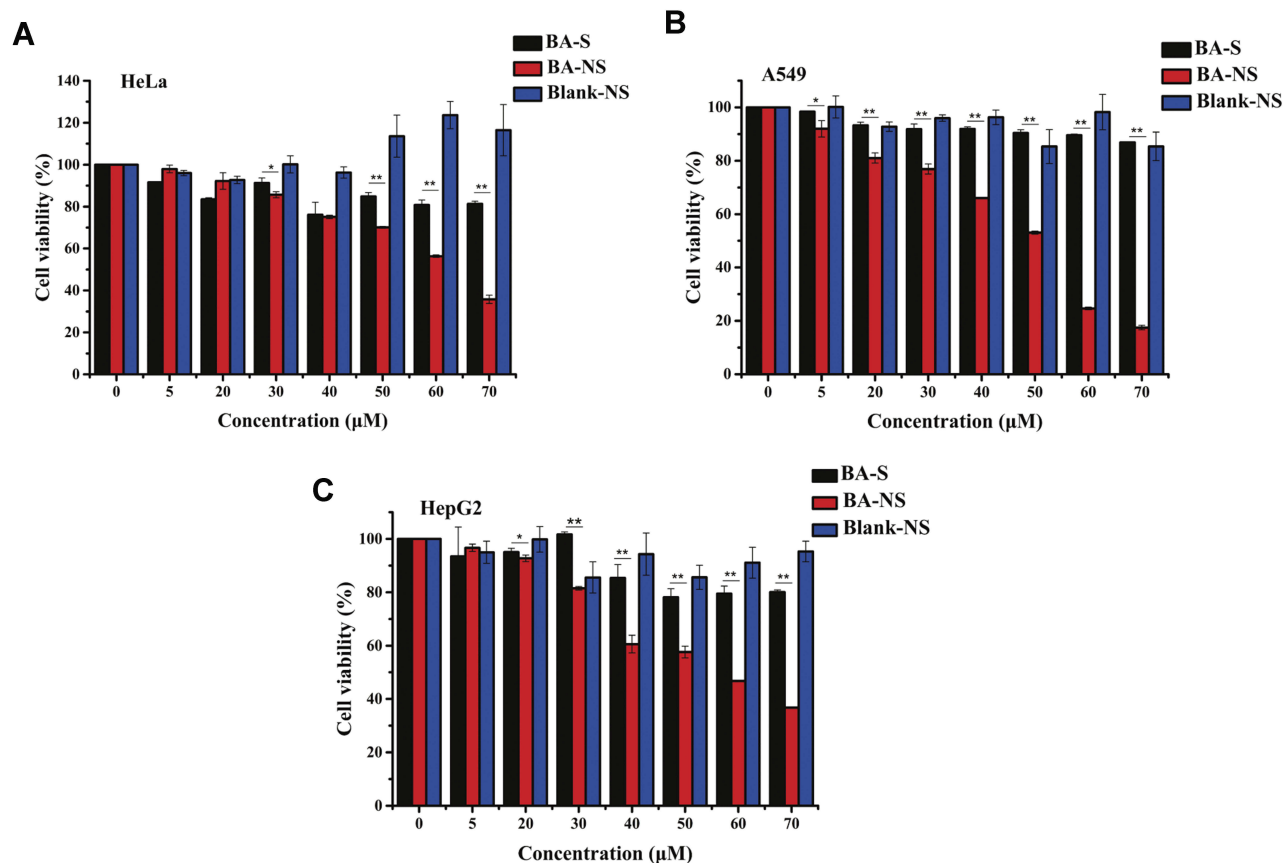 A
HeLa
BA-S
BA-NS
Blank-NS
Cell viability (%)
140
120
100
80
60
40
20
0
* ** ** **
0 5 20 30 40 50 60 70
Concentration (μM)
B
A549
BA-S
BA-NS
Blank-NS
Cell viability (%)
100
80
60
40
20
0
* ** ** ** ** ** **
0 5 20 30 40 50 60 70
Concentration (μM)
C
HepG2
BA-S
BA-NS
Blank-NS
Cell viability (%)
100
80
60
40
20
0
* ** ** ** ** **
0 5 20 30 40 50 60 70
Concentration (μM)